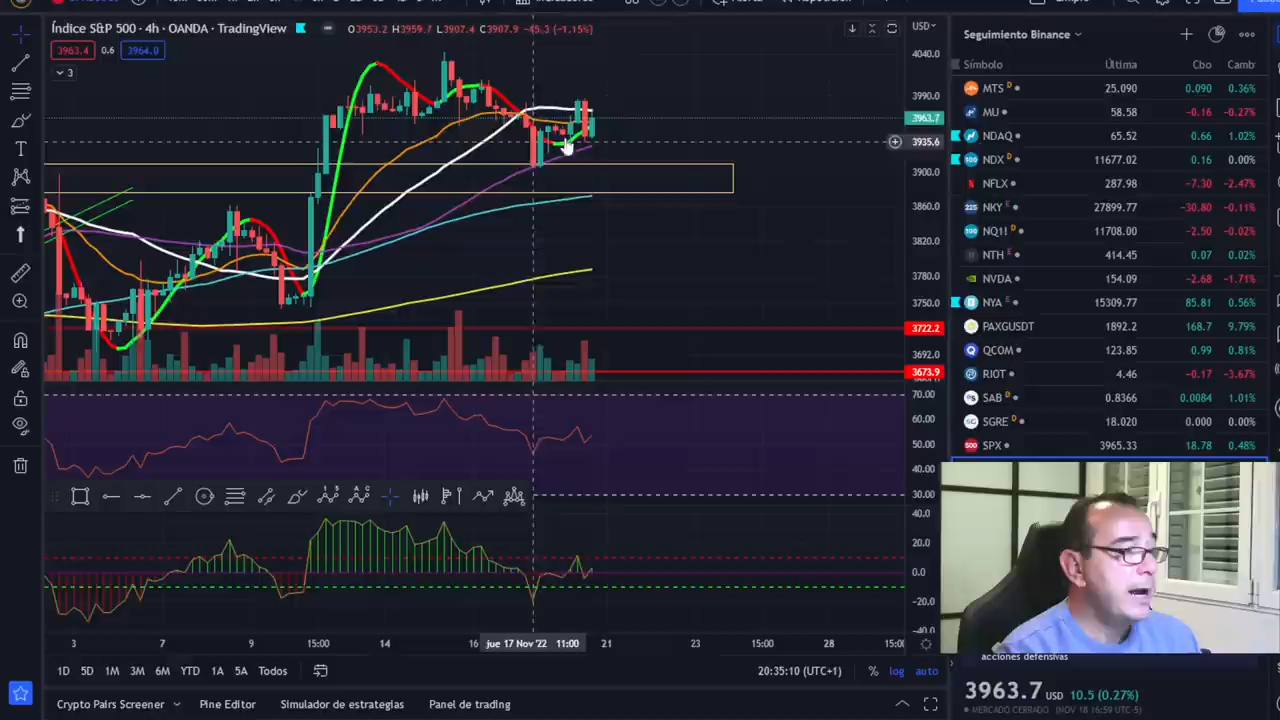 Índice S&P 500 · 4h · OANDA · TradingView O3953.2 H3959.7 L3907.4 C3907.9 -45.3 (-1.15%)
3963.4 0.6 3964.0
3
USD
4040.0
3990.0
3963.7
3935.6
3900.0
3860.0
3820.0
3780.0
3750.0
3722.2
3692.0
3673.9
70.00
60.00
50.00
40.00
30.00
40.0
20.0
0.0
-20.0
-40.0
3 7 9 15:00 14 16 jue 17 Nov '22 11:00 21 23 15:00 28 15:0
1D 5D 1M 3M 6M YTD 1A 5A Todos
20:35:10 (UTC+1) % log auto
Crypto Pairs Screener Pine Editor Simulador de estrategias Panel de trading
Seguimiento Binance
Símbolo Última Cbo Camb
MTS D 25.090 0.090 0.36%
MU 58.58 -0.16 -0.27%
NDAQ D 65.52 0.66 1.02%
NDX D 11677.02 0.16 0.00%
NFLX 287.98 -7.30 -2.47%
NKY E 27899.77 -30.80 -0.11%
NQ1! D 11708.00 -2.50 -0.02%
NTH E 414.45 0.07 0.02%
NVDA 154.09 -2.68 -1.71%
NYA E 15309.77 85.81 0.56%
PAXGUSDT 1892.2 168.7 9.79%
QCOM 123.85 0.99 0.81%
RIOT 4.46 -0.17 -3.67%
SAB D 0.8366 0.0084 1.01%
SGRE D 18.020 0.000 0.00%
SPX 3965.33 18.78 0.48%
acciones defensivas
3963.7 USD 10.5 (0.27%)
MERCADO CERRADO (NOV 18 16:59 UTC-5)